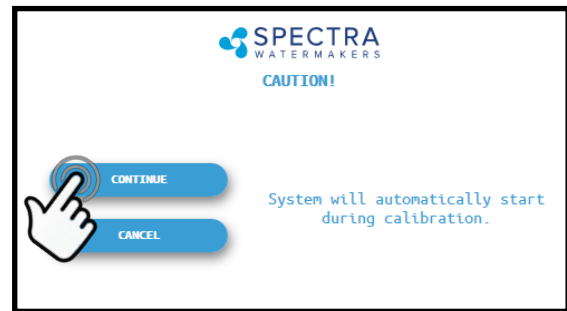 SPECTRA
WATERMAKERS
CAUTION!
CONTINUE
CANCEL
System will automatically start
during calibration.